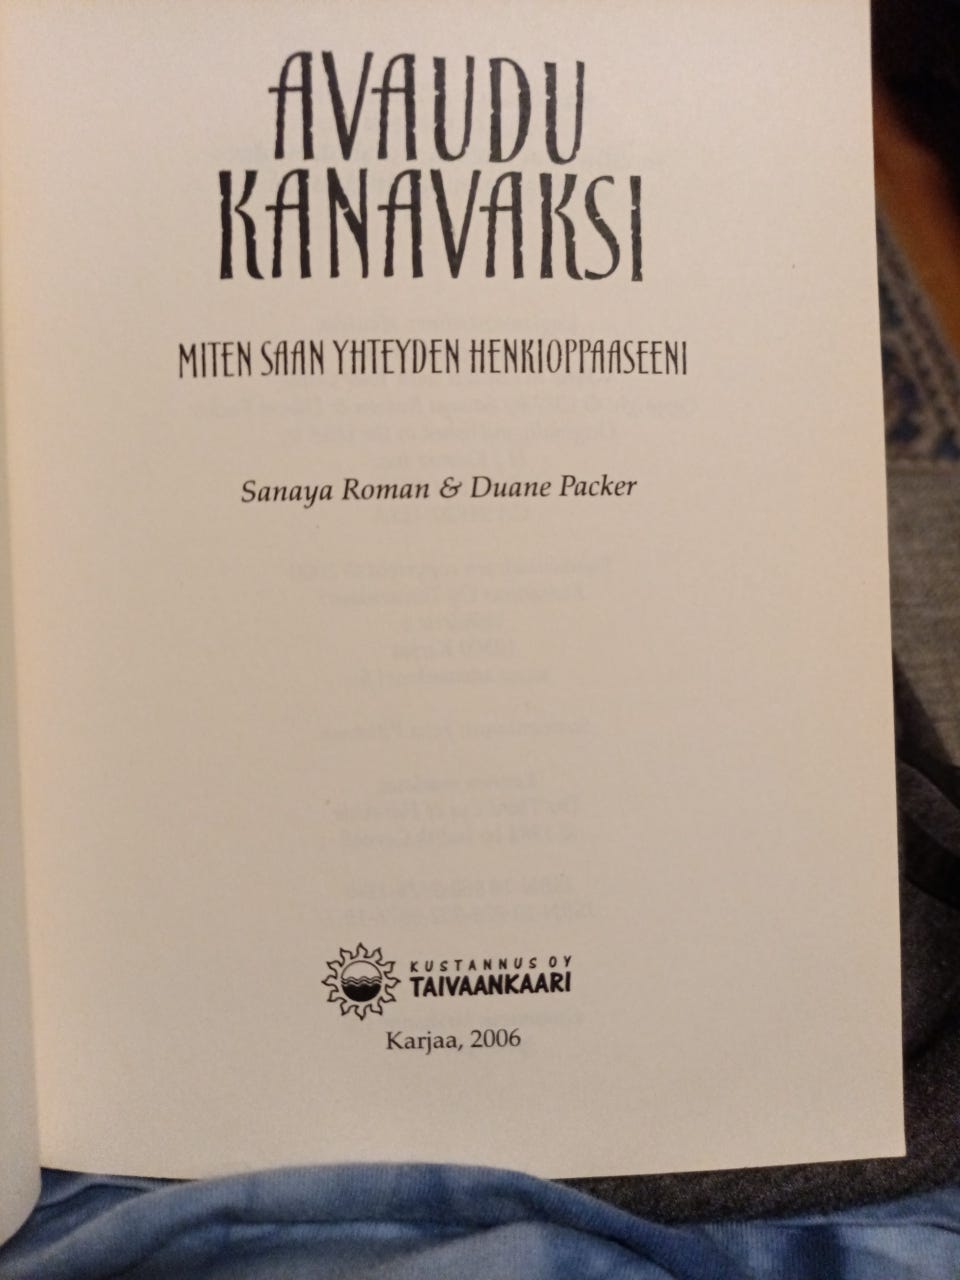 AVAUDU
KANAVAKSI
MITEN SAAN YHTEYDEN HENKIOPPAASEENI
Sanaya Roman & Duane Packer
KUSTANNUS OY
TAIVAANKAARI
Karjaa, 2006